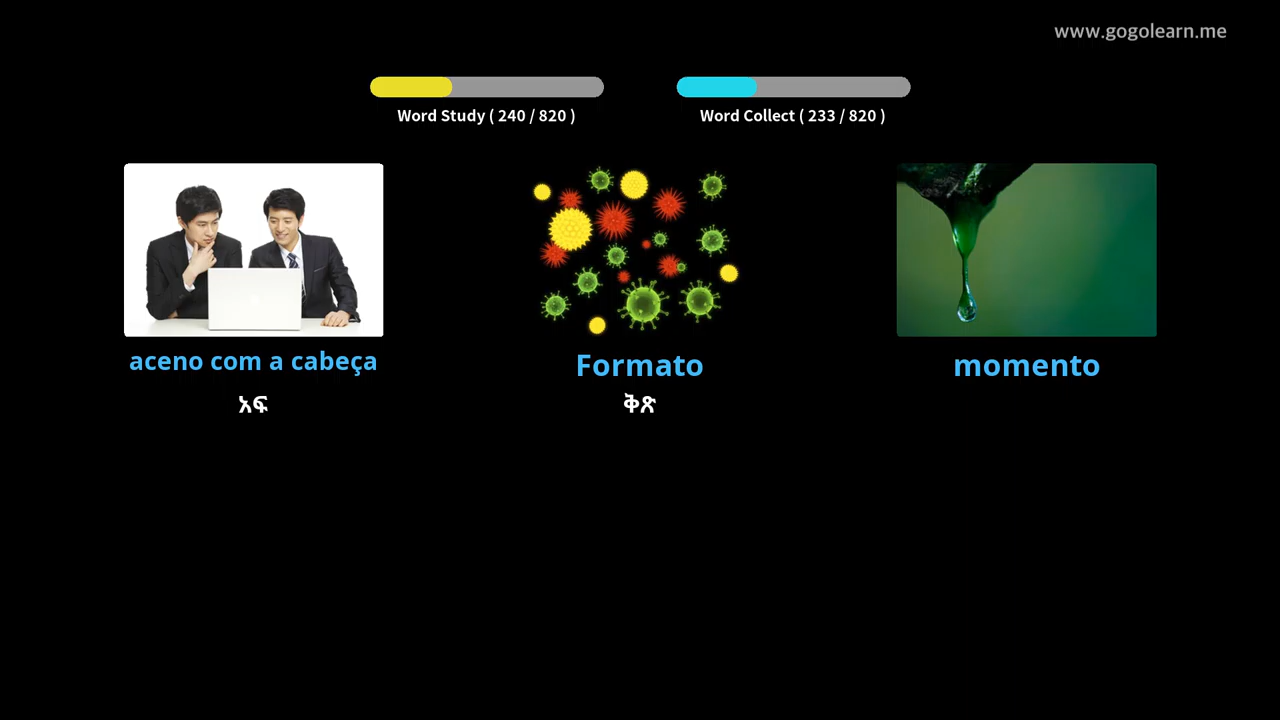 www.gogolearn.me
Word Study ( 240 / 820 )
Word Collect ( 233 / 820 )
aceno com a cabeça
አፍ
Formato
ቅጽ
momento